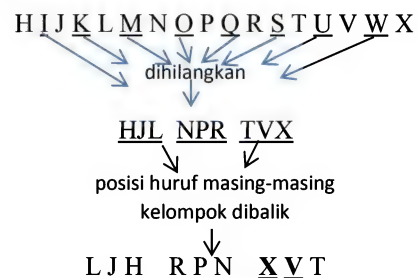 H I J K L M N O P Q R S T U V W X
dihilangkan
HJL NPR TVX
posisi huruf masing-masing
kelompok dibalik
L J H R P N X V T